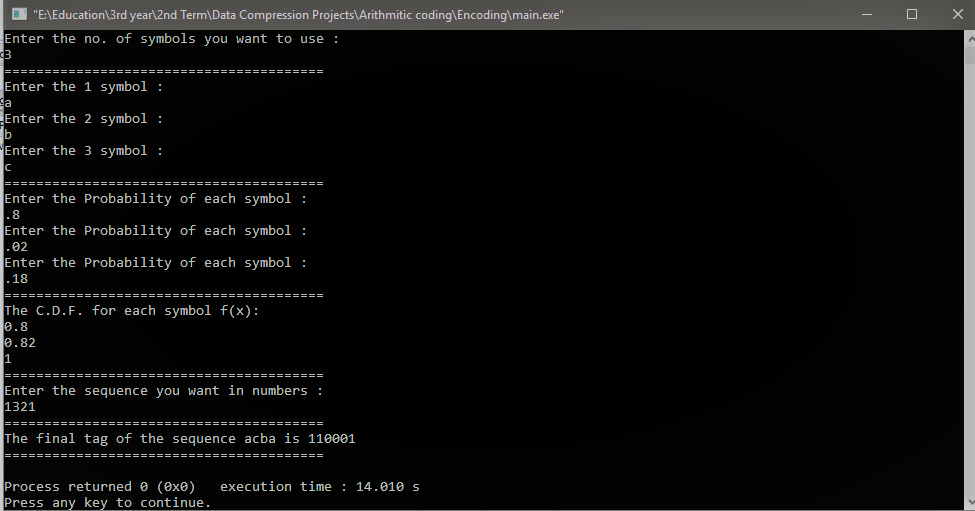 "E:\Education\3rd year\2nd Term\Data Compression Projects\Arithmitic coding\Encoding\main.exe"
Enter the no. of symbols you want to use :
3
========================================
Enter the 1 symbol :
a
Enter the 2 symbol :
b
Enter the 3 symbol :
c
========================================
Enter the Probability of each symbol :
.8
Enter the Probability of each symbol :
.02
Enter the Probability of each symbol :
.18
========================================
The C.D.F. for each symbol f(x):
0.8
0.82
1
========================================
Enter the sequence you want in numbers :
1321
========================================
The final tag of the sequence acba is 110001
========================================
Process returned 0 (0x0)   execution time : 14.010 s
Press any key to continue.